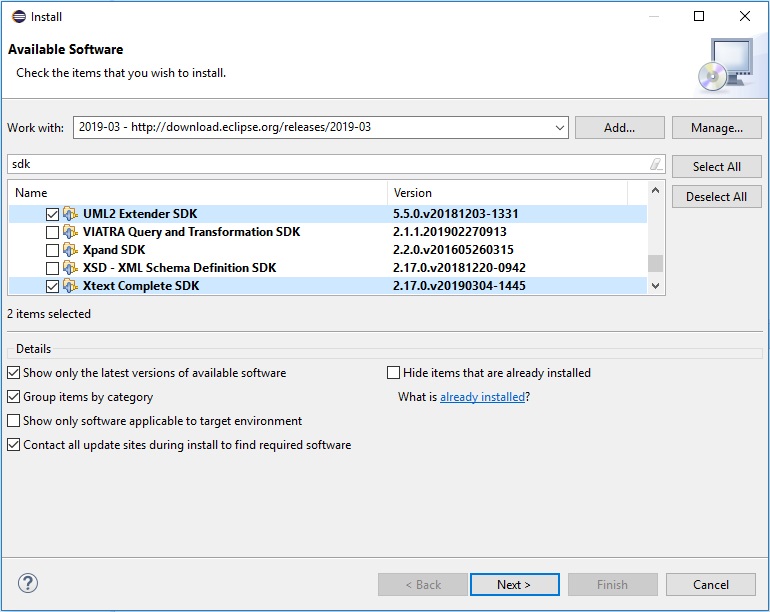 Install
Available Software
Check the items that you wish to install.
Work with: 2019-03 - http://download.eclipse.org/releases/2019-03 Add... Manage...
sdk Select All
Name Version Deselect All
UML2 Extender SDK 5.5.0.v20181203-1331
VIATRA Query and Transformation SDK 2.1.1.201902270913
Xpand SDK 2.2.0.v201605260315
XSD - XML Schema Definition SDK 2.17.0.v20181220-0942
Xtext Complete SDK 2.17.0.v20190304-1445
2 items selected
Details
Show only the latest versions of available software Hide items that are already installed
Group items by category What is already installed?
Show only software applicable to target environment
Contact all update sites during install to find required software
? < Back Next > Finish Cancel